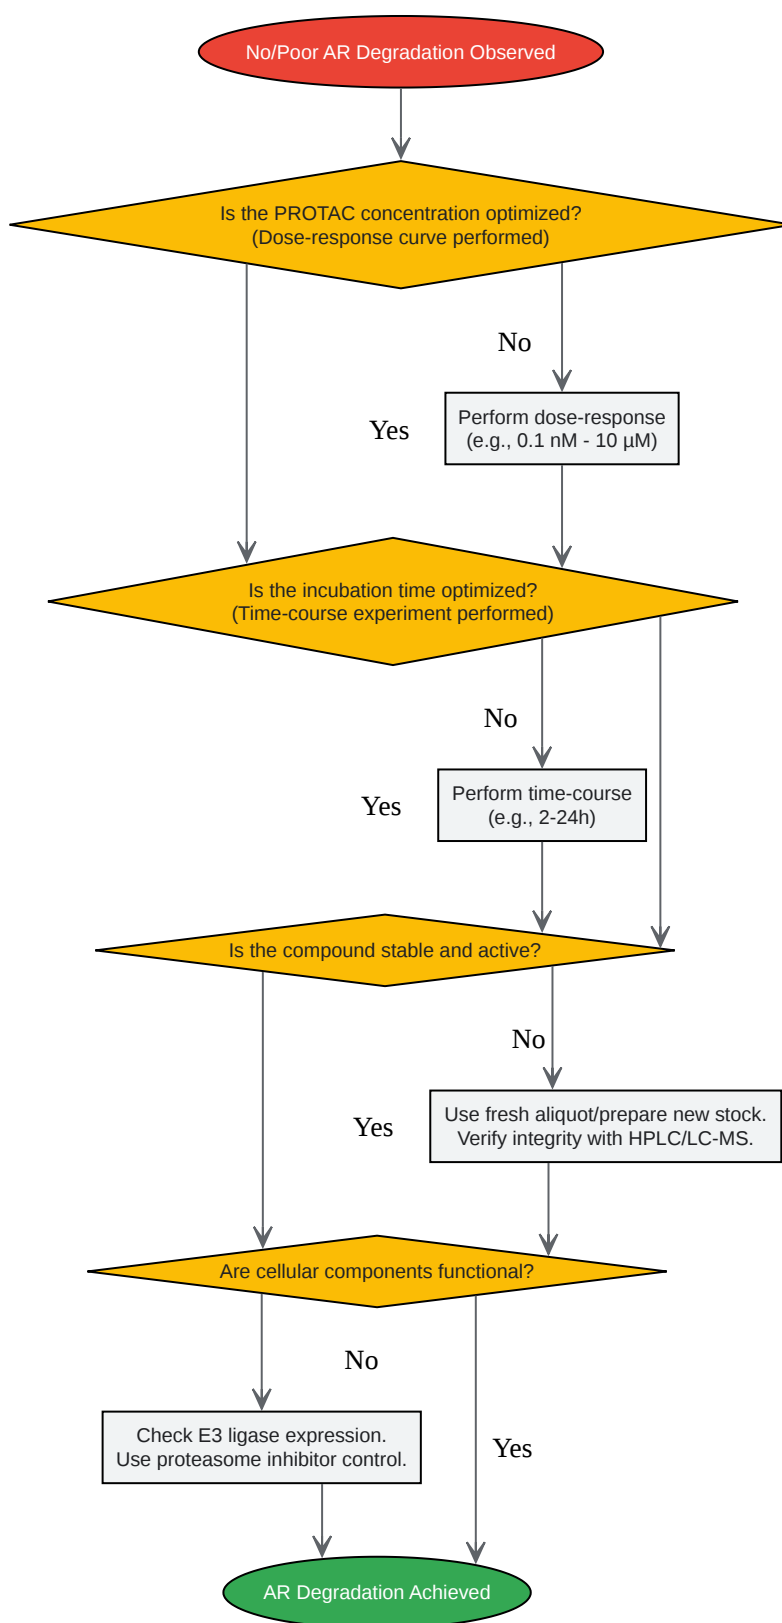 No/Poor AR Degradation Observed
Is the PROTAC concentration optimized?
(Dose-response curve performed)
No
Yes
Perform dose-response
(e.g., 0.1 nM - 10 µM)
Is the incubation time optimized?
(Time-course experiment performed)
No
Yes
Perform time-course
(e.g., 2-24h)
Is the compound stable and active?
No
Yes
Use fresh aliquot/prepare new stock.
Verify integrity with HPLC/LC-MS.
Are cellular components functional?
No
Check E3 ligase expression.
Use proteasome inhibitor control.
Yes
AR Degradation Achieved